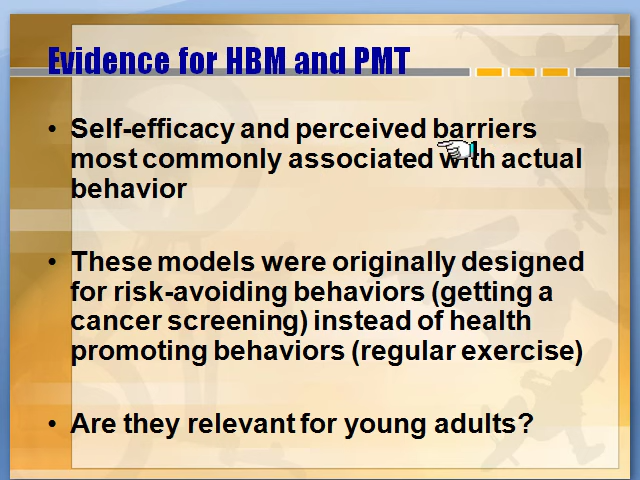 Evidence for HBM and PMT
• Self-efficacy and perceived barriers
most commonly associated with actual
behavior
• These models were originally designed
for risk-avoiding behaviors (getting a
cancer screening) instead of health
promoting behaviors (regular exercise)
• Are they relevant for young adults?